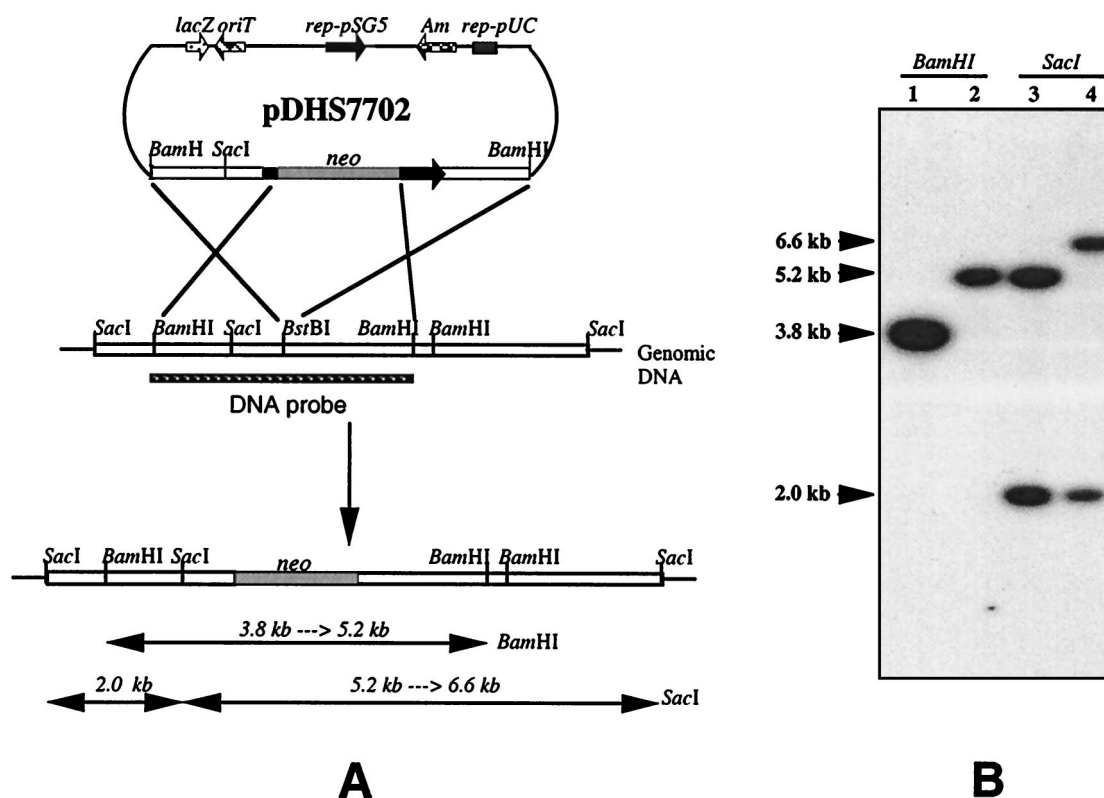 lacZ oriT rep-pSG5 Am rep-pUC
pDHS7702
BamH SacI neo BamHI
SacI BamHI SacI BstBI BamHI BamHI SacI
Genomic
DNA
DNA probe
SacI BamHI SacI neo BamHI BamHI SacI
3.8 kb ---> 5.2 kb BamHI
2.0 kb 5.2 kb ---> 6.6 kb SacI
A
BamHI SacI
1 2 3 4
6.6 kb
5.2 kb
3.8 kb
2.0 kb
B